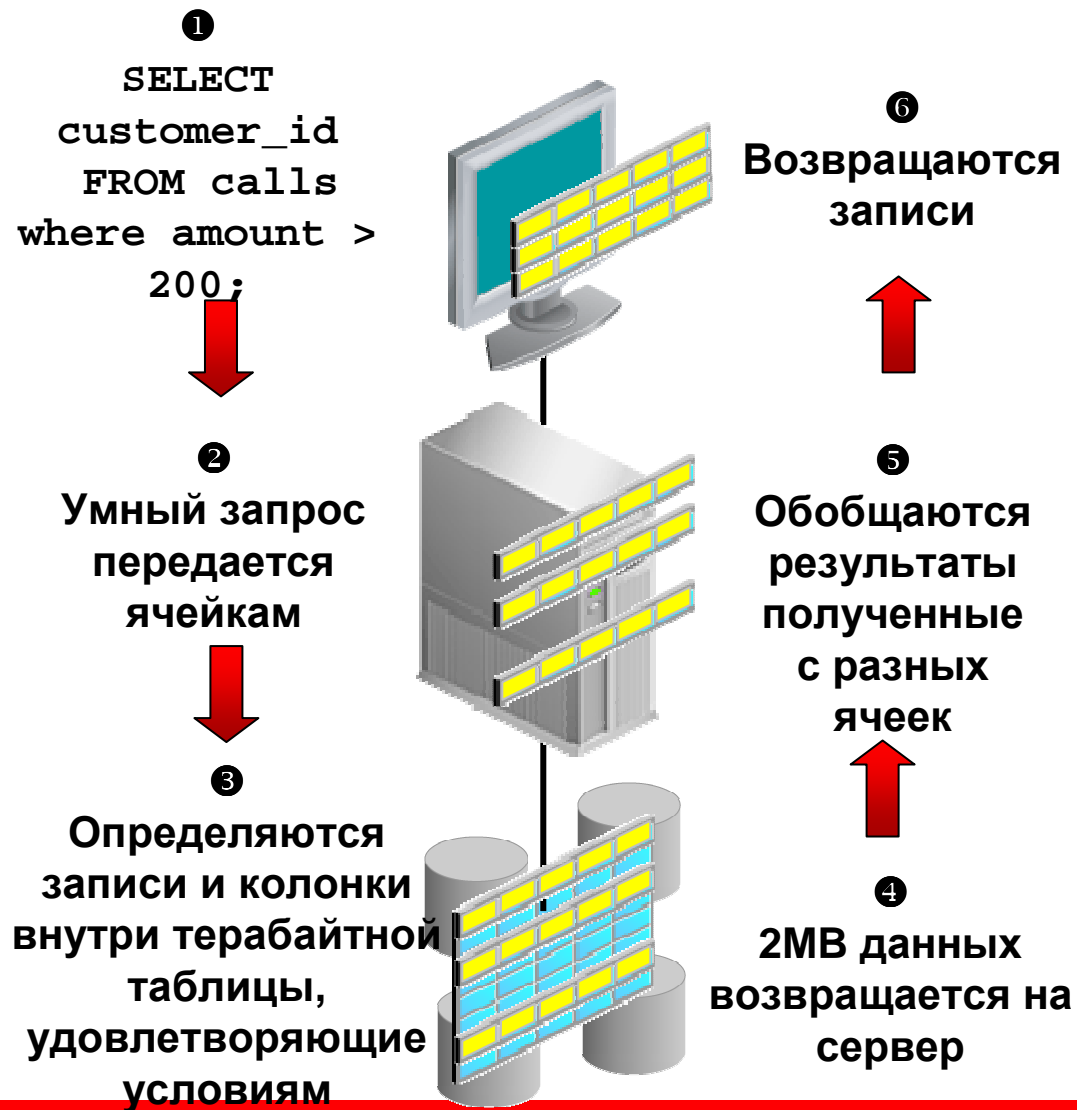 ❶
SELECT
customer_id
FROM calls
where amount >
200;
❷
Умный запрос
передается
ячейкам
❸
Определяются
записи и колонки
внутри терабайтной
таблицы,
удовлетворяющие
условиям
❹
2MB данных
возвращается на
сервер
❺
Обобщаются
результаты
полученные
с разных
ячеек
❻
Возвращаются
записи